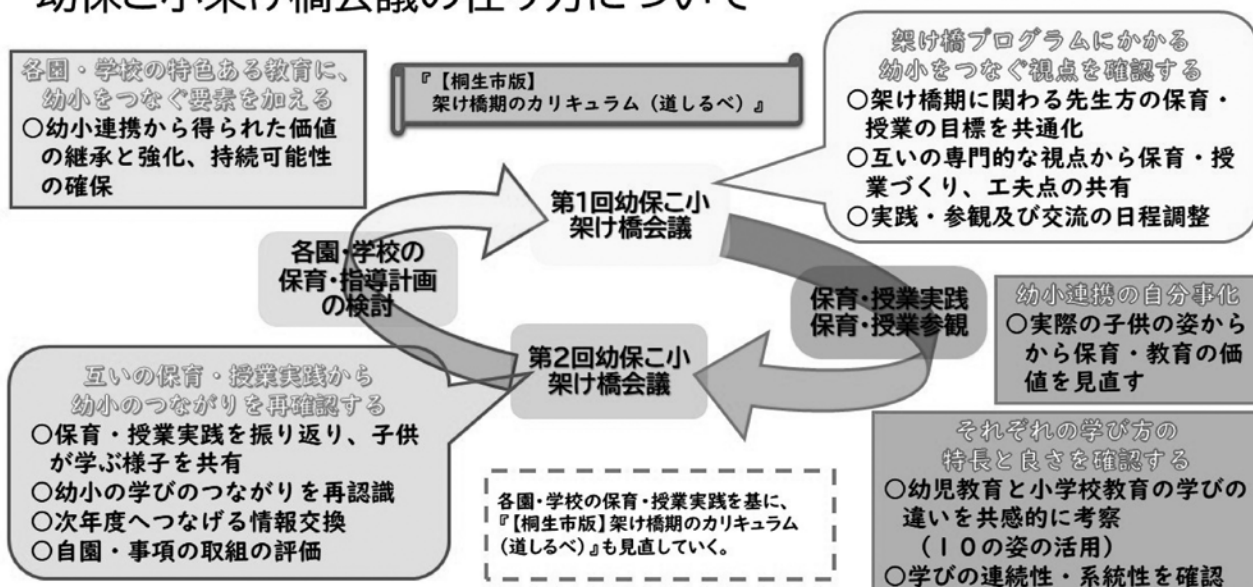 幼保こ小架け橋会議の在り方について
各園・学校の特色ある教育に、
幼小をつなぐ要素を加える
○幼小連携から得られた価値
の継承と強化、持続可能性
の確保
『【桐生市版】
架け橋期のカリキュラム（道しるべ）』
架け橋プログラムにかかる
幼小をつなぐ視点を確認する
○架け橋期に関わる先生方の保育・
授業の目標を共通化
○互いの専門的な視点から保育・授
業づくり、工夫点の共有
○実践・参観及び交流の日程調整
第1回幼保こ小
架け橋会議
各園・学校の
保育・指導計画
の検討
保育・授業実践
保育・授業参観
幼小連携の自分事化
○実際の子供の姿から
から保育・教育の価
値を見直す
第2回幼保こ小
架け橋会議
互いの保育・授業実践から
幼小のつながりを再確認する
○保育・授業実践を振り返り、子供
が学ぶ様子を共有
○幼小の学びのつながりを再認識
○次年度へつなげる情報交換
○自園・事項の取組の評価
各園・学校の保育・授業実践を基に、
『【桐生市版】架け橋期のカリキュラム
（道しるべ）』も見直していく。
それぞれの学び方の
特長と良さを確認する
○幼児教育と小学校教育の学びの
違いを共感的に考察
（１０の姿の活用）
○学びの連続性・系統性を確認